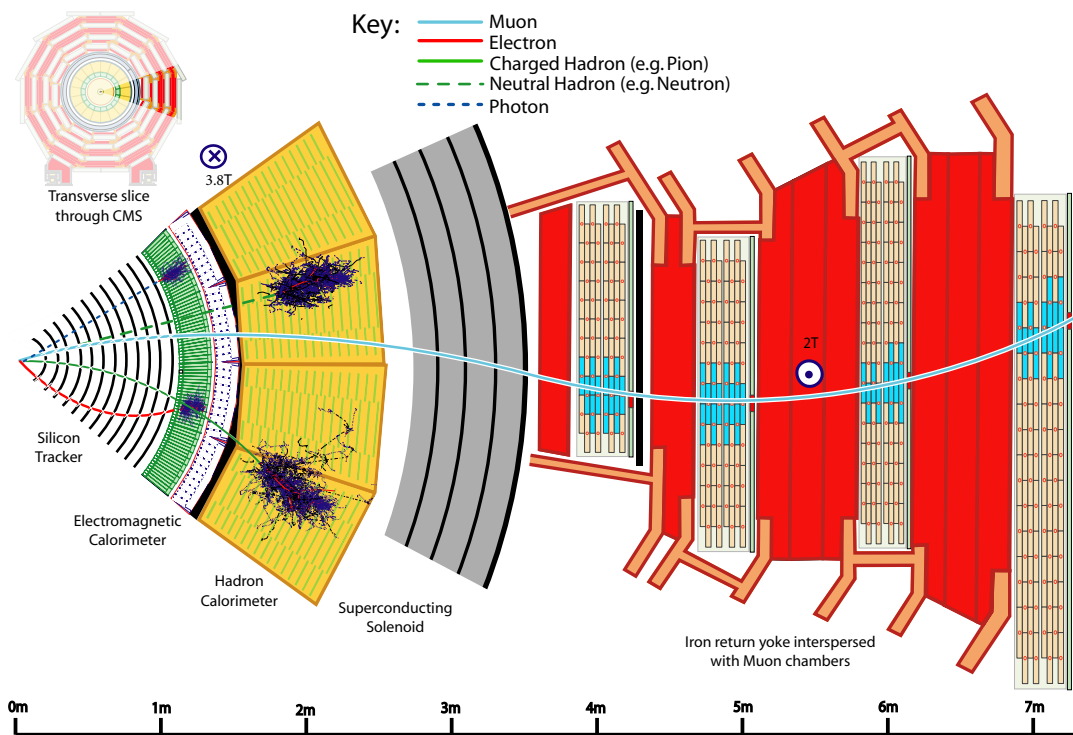 Key:
Muon
Electron
Charged Hadron (e.g. Pion)
Neutral Hadron (e.g. Neutron)
Photon
3.8T
Transverse slice
through CMS
2T
Silicon
Tracker
Electromagnetic
Calorimeter
Hadron
Calorimeter
Superconducting
Solenoid
Iron return yoke interspersed
with Muon chambers
0m 1m 2m 3m 4m 5m 6m 7m